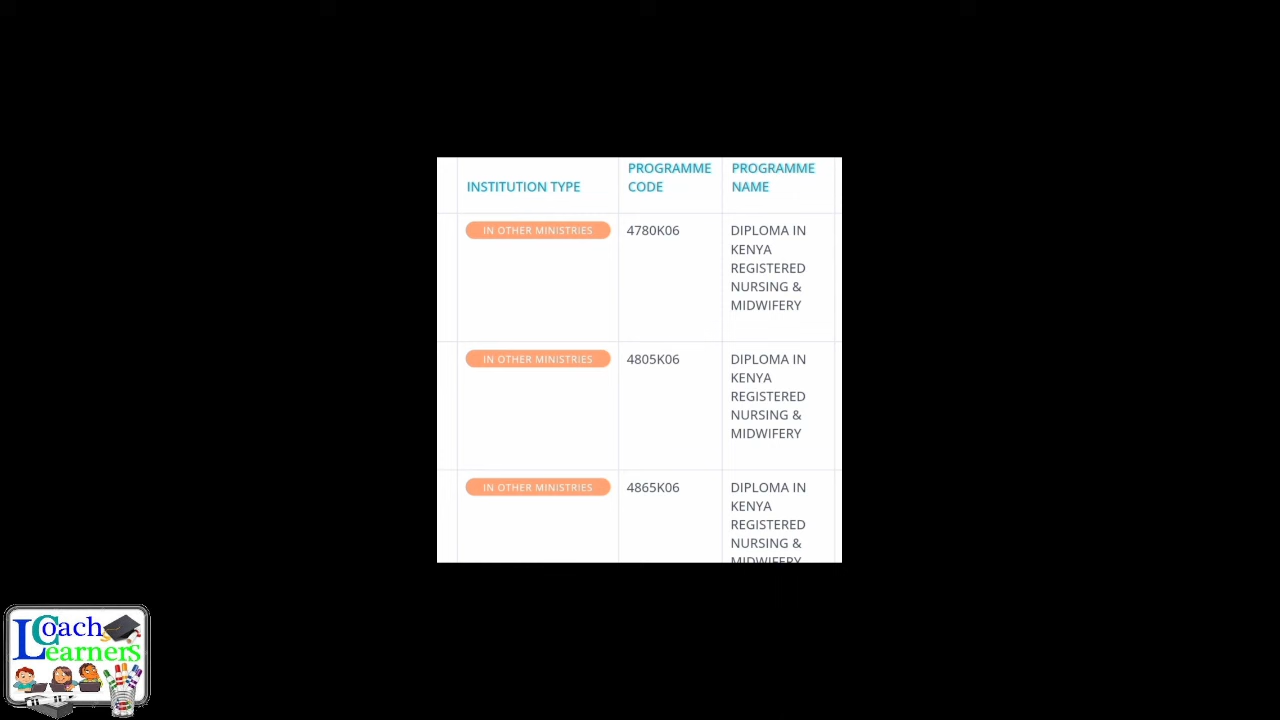 INSTITUTION TYPE
PROGRAMME
CODE
PROGRAMME
NAME
IN OTHER MINISTRIES
4780K06
DIPLOMA IN
KENYA
REGISTERED
NURSING &
MIDWIFERY
IN OTHER MINISTRIES
4805K06
DIPLOMA IN
KENYA
REGISTERED
NURSING &
MIDWIFERY
IN OTHER MINISTRIES
4865K06
DIPLOMA IN
KENYA
REGISTERED
NURSING &
MIDWIFERY
Coach
Learners